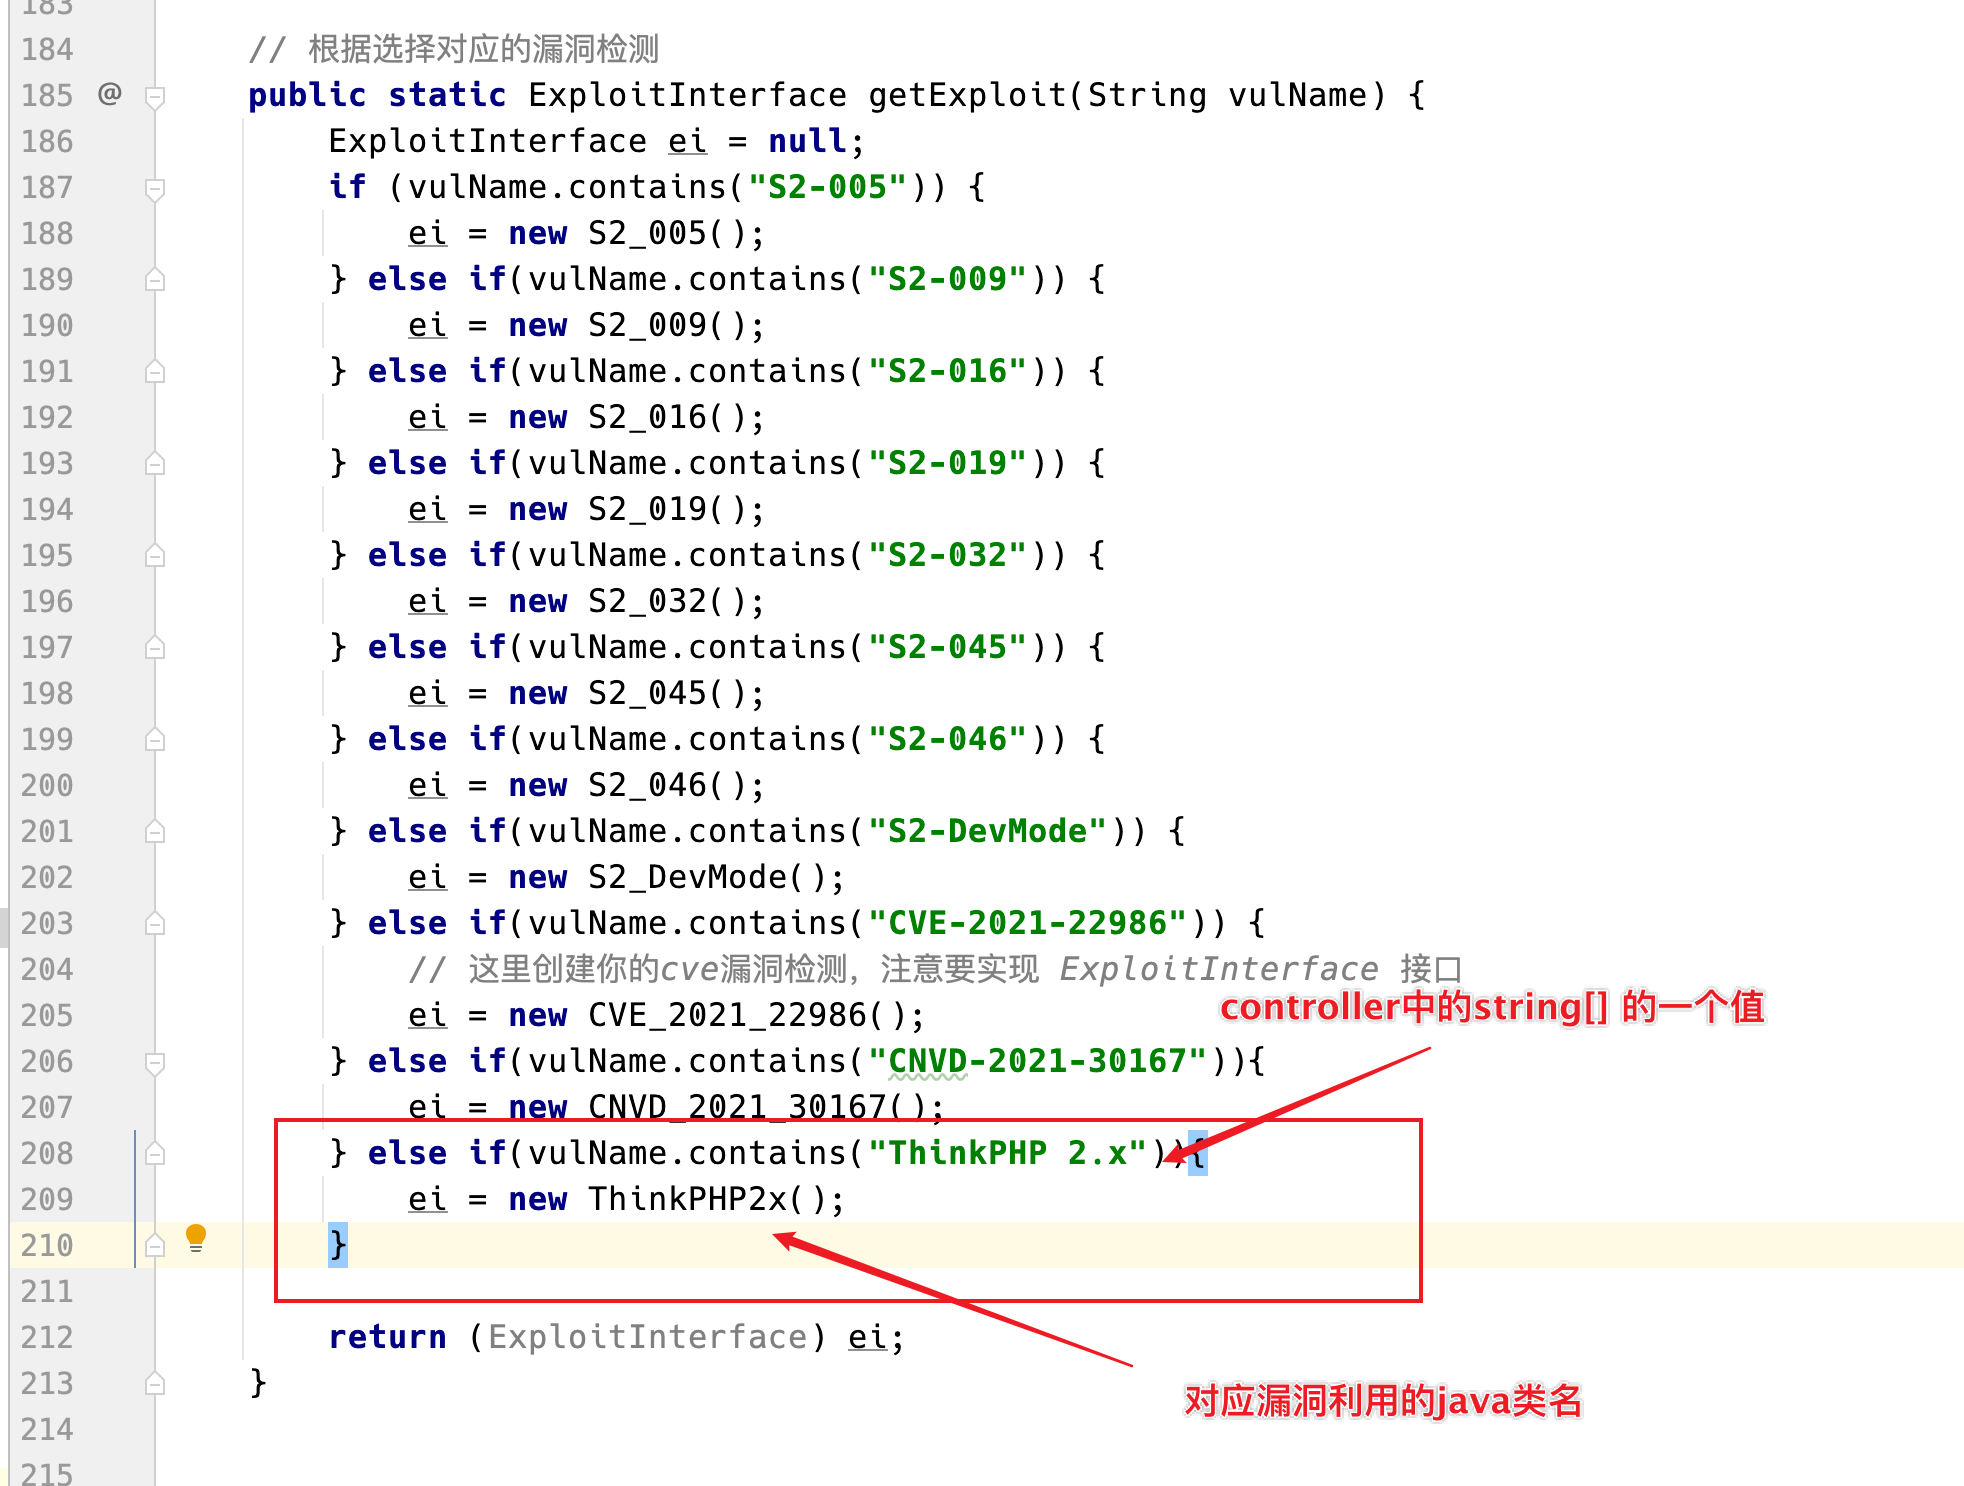 183
184 // 根据选择对应的漏洞检测
185 @ public static ExploitInterface getExploit(String vulName) {
186 ExploitInterface ei = null;
187 if (vulName.contains("S2-005")) {
188 ei = new S2_005();
189 } else if(vulName.contains("S2-009")) {
190 ei = new S2_009();
191 } else if(vulName.contains("S2-016")) {
192 ei = new S2_016();
193 } else if(vulName.contains("S2-019")) {
194 ei = new S2_019();
195 } else if(vulName.contains("S2-032")) {
196 ei = new S2_032();
197 } else if(vulName.contains("S2-045")) {
198 ei = new S2_045();
199 } else if(vulName.contains("S2-046")) {
200 ei = new S2_046();
201 } else if(vulName.contains("S2-DevMode")) {
202 ei = new S2_DevMode();
203 } else if(vulName.contains("CVE-2021-22986")) {
204 // 这里创建你的cve漏洞检测，注意要实现 ExploitInterface 接口
controller中的string[] 的一个值
205 ei = new CVE_2021_22986();
206 } else if(vulName.contains("CNVD-2021-30167")){
207 ei = new CNVD_2021_30167();
208 } else if(vulName.contains("ThinkPHP 2.x")){
209 ei = new ThinkPHP2x();
210 }
211
212 return (ExploitInterface) ei;
213 }
对应漏洞利用的java类名
214
215